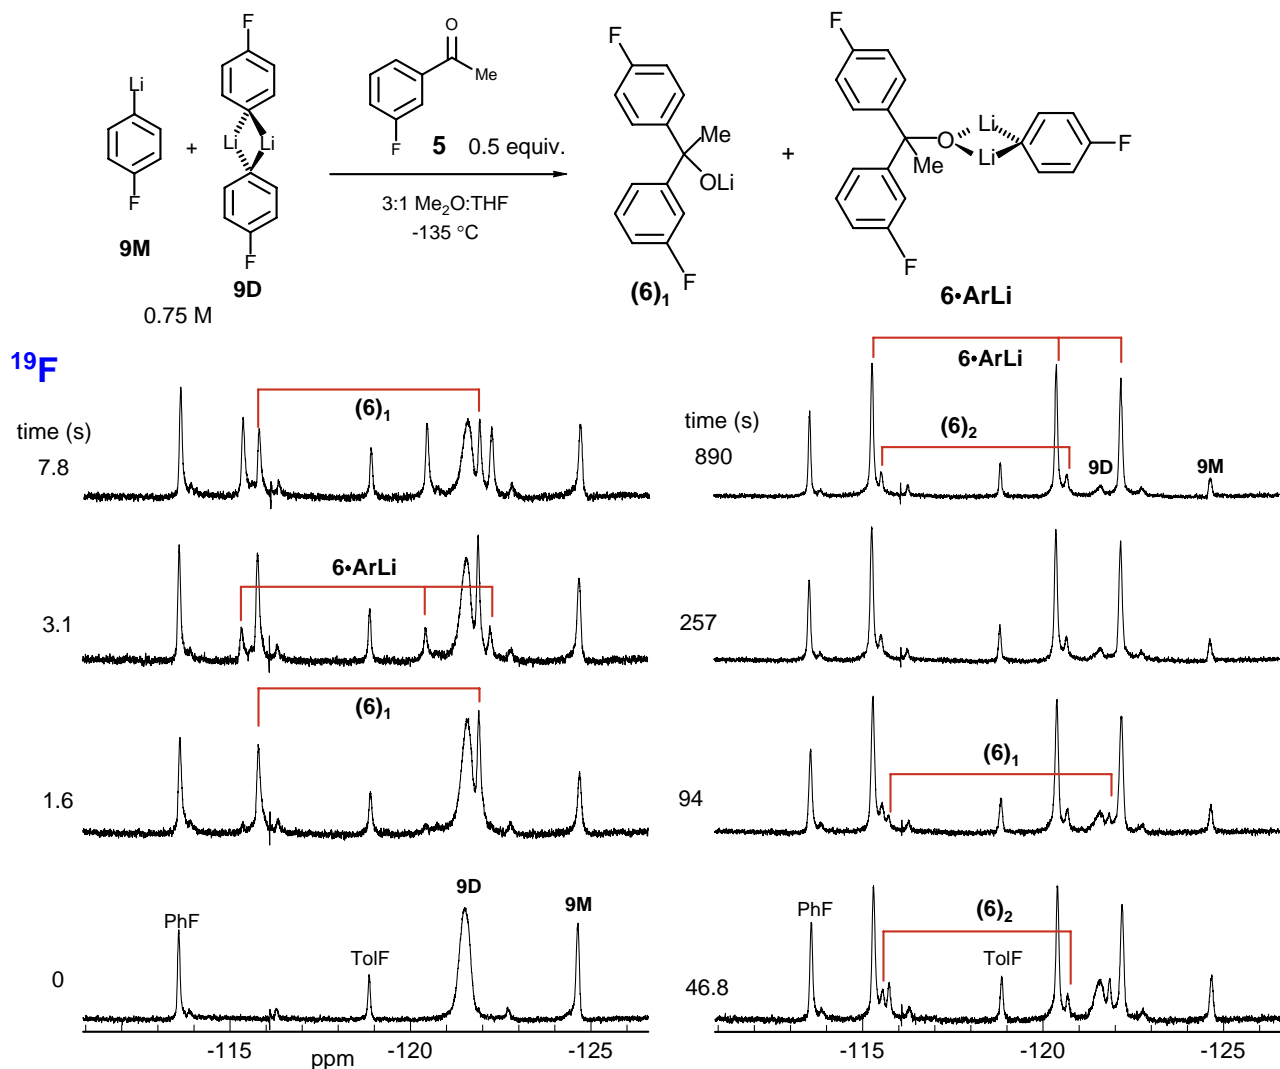 F
Li
F
9M
+
F
Li
Li
F
9D
0.75 M
O
Me
F
5 0.5 equiv.
3:1 Me₂O:THF
-135 °C
F
Me
OLi
F
(6)₁
+
F
O
Me
Li
Li
F
F
6•ArLi
¹⁹F
time (s)
7.8
(6)₁
3.1
6•ArLi
1.6
(6)₁
0
PhF
TolF
9D
9M
-115
-120
-125
ppm
time (s)
890
6•ArLi
(6)₂
9D
9M
257
94
(6)₁
46.8
PhF
(6)₂
TolF
-115
-120
-125